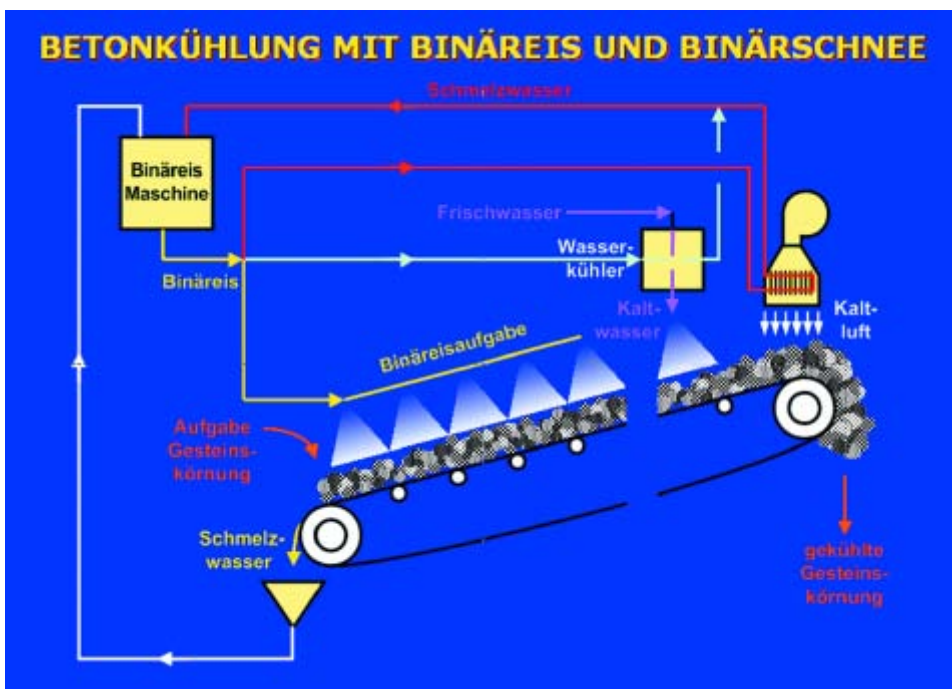 BETONKÜHLUNG MIT BINÄREIS UND BINÄRSCHNEE
Schmelzwasser
Binäreis
Maschine
Frischwasser
Wasser-
kühler
Binäreis
Kalt-
wasser
Kalt-
luft
Binäreisaufgabe
Aufgabe
Gesteins-
körnung
Schmelz-
wasser
gekühlte
Gesteins-
körnung